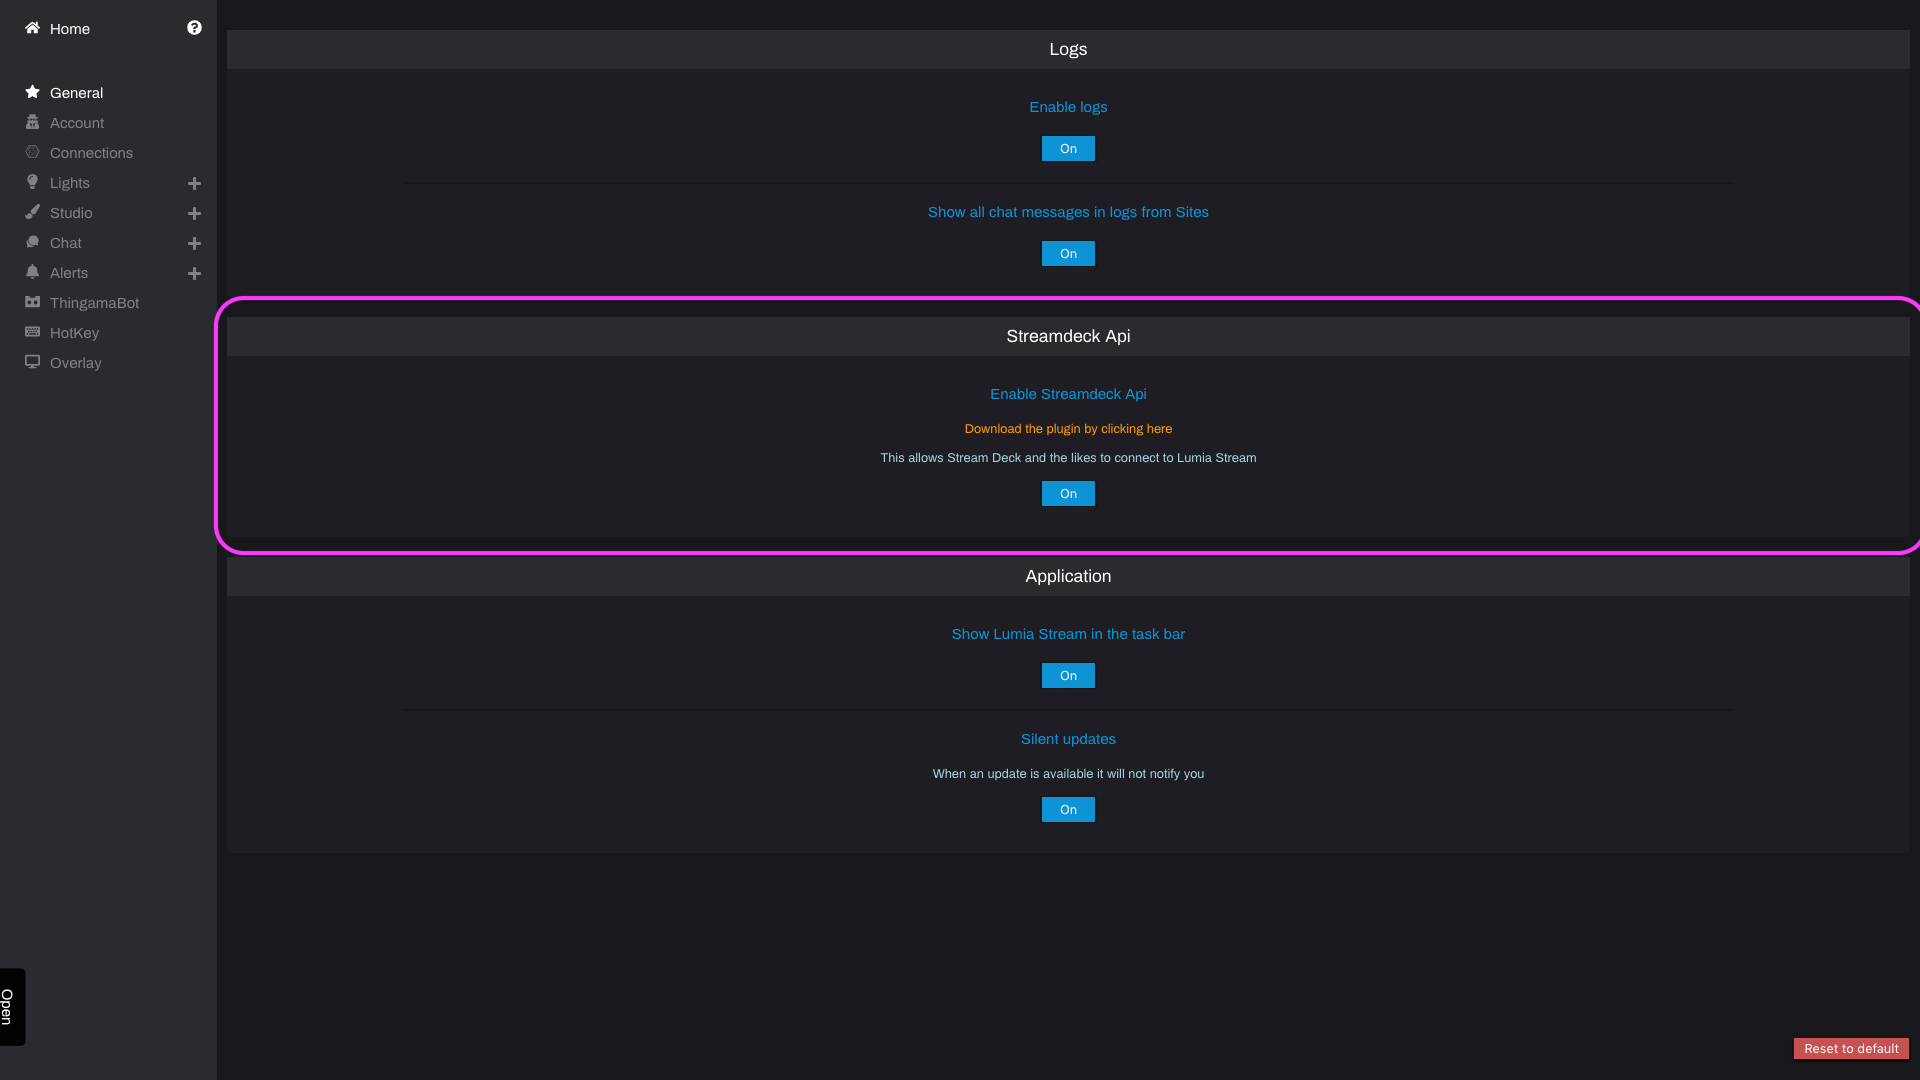 Home
General
Account
Connections
Lights
Studio
Chat
Alerts
ThingamaBot
HotKey
Overlay
Open
Logs
Enable logs
On
Show all chat messages in logs from Sites
On
Streamdeck Api
Enable Streamdeck Api
Download the plugin by clicking here
This allows Stream Deck and the likes to connect to Lumia Stream
On
Application
Show Lumia Stream in the task bar
On
Silent updates
When an update is available it will not notify you
On
Reset to default